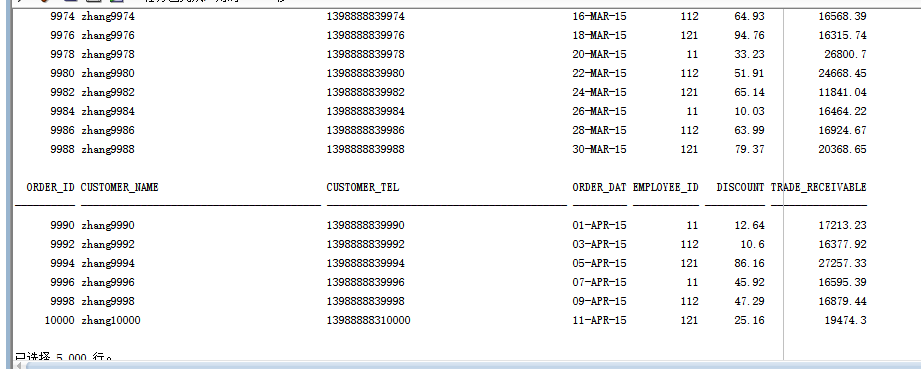 9974 zhang9974 1398888839974 16-MAR-15 112 64.93 16568.39
9976 zhang9976 1398888839976 18-MAR-15 121 94.76 16315.74
9978 zhang9978 1398888839978 20-MAR-15 11 33.23 26800.7
9980 zhang9980 1398888839980 22-MAR-15 112 51.91 24668.45
9982 zhang9982 1398888839982 24-MAR-15 121 65.14 11841.04
9984 zhang9984 1398888839984 26-MAR-15 11 10.03 16464.22
9986 zhang9986 1398888839986 28-MAR-15 112 63.99 16924.67
9988 zhang9988 1398888839988 30-MAR-15 121 79.37 20368.65
ORDER_ID CUSTOMER_NAME CUSTOMER_TEL ORDER_DAT EMPLOYEE_ID DISCOUNT TRADE_RECEIVABLE
9990 zhang9990 1398888839990 01-APR-15 11 12.64 17213.23
9992 zhang9992 1398888839992 03-APR-15 112 10.6 16377.92
9994 zhang9994 1398888839994 05-APR-15 121 86.16 27257.33
9996 zhang9996 1398888839996 07-APR-15 11 45.92 16595.39
9998 zhang9998 1398888839998 09-APR-15 112 47.29 16879.44
10000 zhang10000 13988888310000 11-APR-15 121 25.16 19474.3
已选择 5,000 行。